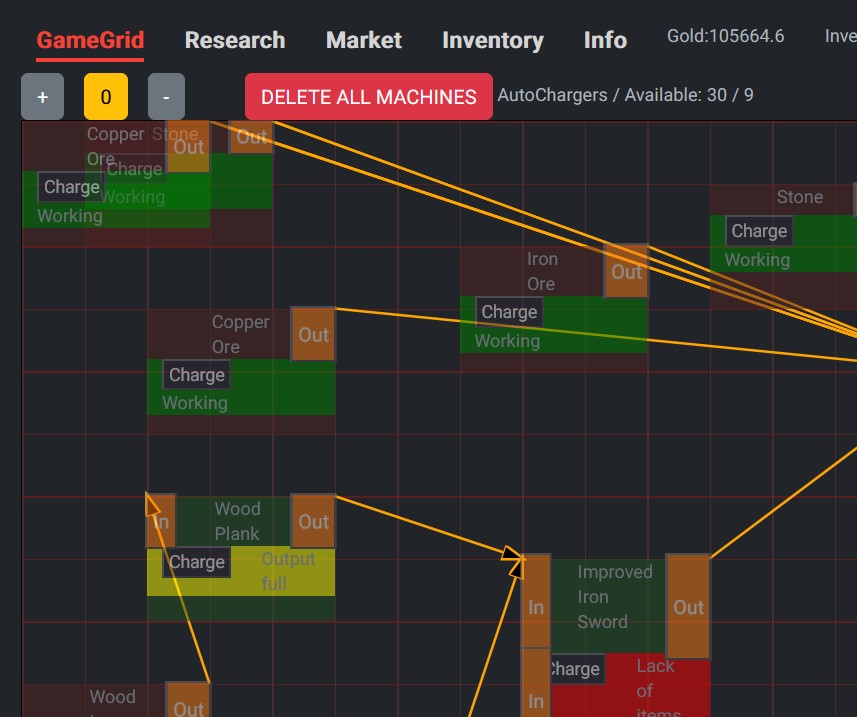 GameGrid Research Market Inventory Info Gold:105664.6 Inve
+ 0 - DELETE ALL MACHINES AutoChargers / Available: 30 / 9
Copper Stone Out Out
Ore Charge
Charge Working
Working
Stone
Charge
Working
Iron
Ore Out
Charge
Working
Copper
Ore Out
Charge
Working
In Wood
Plank Out
Charge Output
full
In Improved
Iron
Sword Out
In Charge Lack
of
items
Wood Out